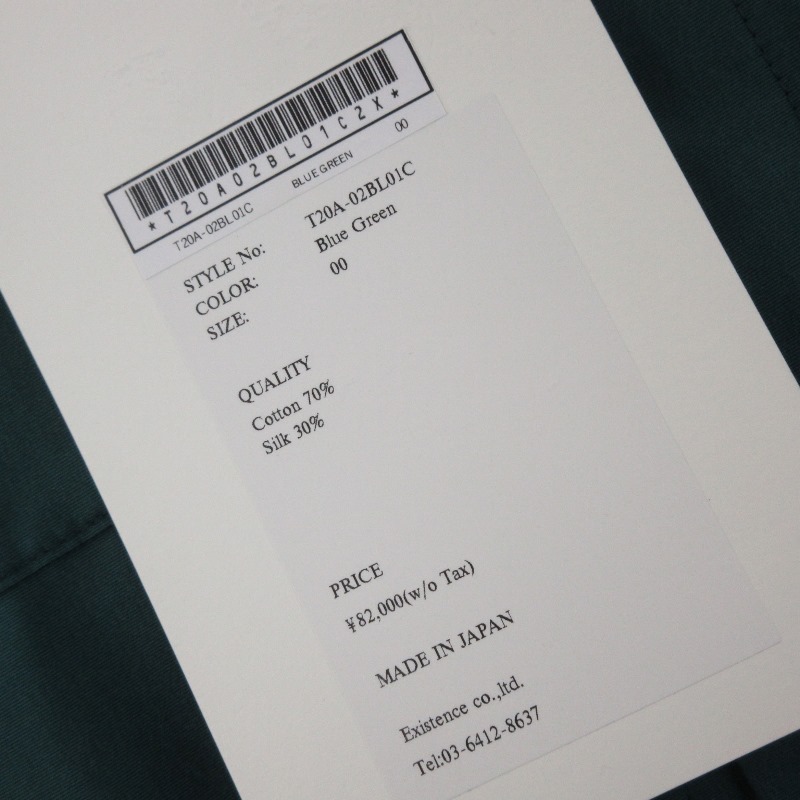 *T20A02BL01C2X*
T20A-02BL01C BLUE GREEN 00
STYLE No: T20A-02BL01C
COLOR: Blue Green
SIZE: 00
QUALITY
Cotton 70%
Silk 30%
PRICE
¥82,000(w/o Tax)
MADE IN JAPAN
Existence co.,ltd.
Tel:03-6412-8637